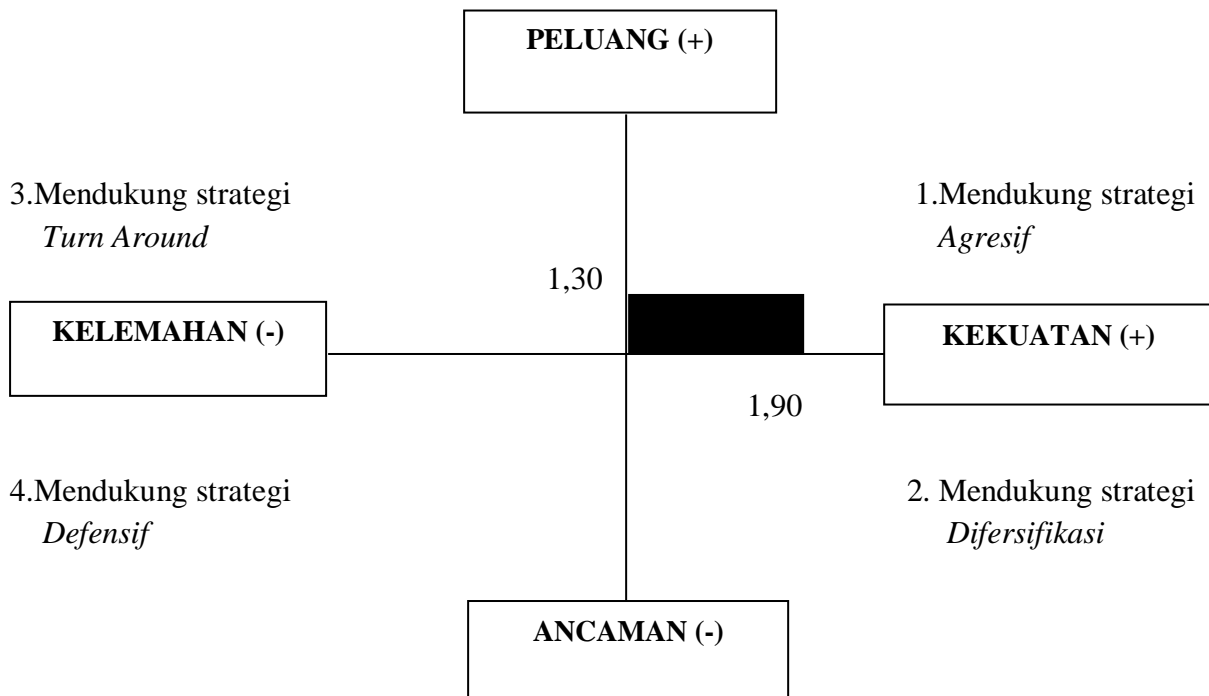 PELUANG (+)
3.Mendukung strategi
Turn Around
1.Mendukung strategi
Agresif
1,30
KELEMAHAN (-)
KEKUATAN (+)
1,90
4.Mendukung strategi
Defensif
2. Mendukung strategi
Difersifikasi
ANCAMAN (-)